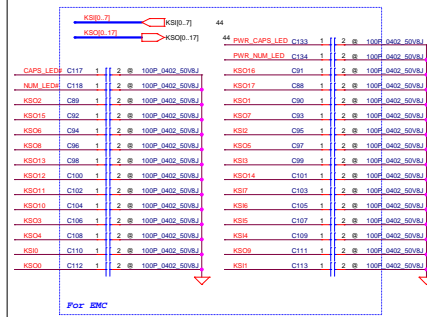 KSI[0..7] KSI[0..7] 44
KSO[0..17] KSO[0..17] 44
PWR_CAPS_LED C133 1 2 @ 100P_0402_50V8J
PWR_NUM_LED C134 1 2 @ 100P_0402_50V8J
CAPS_LED# C117 1 2 @ 100P_0402_50V8J
KSO16 C91 1 2 @ 100P_0402_50V8J
NUM_LED# C118 1 2 @ 100P_0402_50V8J
KSO17 C88 1 2 @ 100P_0402_50V8J
KSO2 C89 1 2 @ 100P_0402_50V8J
KSO1 C90 1 2 @ 100P_0402_50V8J
KSO15 C92 1 2 @ 100P_0402_50V8J
KSO7 C93 1 2 @ 100P_0402_50V8J
KSO6 C94 1 2 @ 100P_0402_50V8J
KSI2 C95 1 2 @ 100P_0402_50V8J
KSO8 C96 1 2 @ 100P_0402_50V8J
KSO5 C97 1 2 @ 100P_0402_50V8J
KSO13 C98 1 2 @ 100P_0402_50V8J
KSI3 C99 1 2 @ 100P_0402_50V8J
KSO12 C100 1 2 @ 100P_0402_50V8J
KSO14 C101 1 2 @ 100P_0402_50V8J
KSO11 C102 1 2 @ 100P_0402_50V8J
KSI7 C103 1 2 @ 100P_0402_50V8J
KSO10 C104 1 2 @ 100P_0402_50V8J
KSI6 C105 1 2 @ 100P_0402_50V8J
KSO3 C106 1 2 @ 100P_0402_50V8J
KSI5 C107 1 2 @ 100P_0402_50V8J
KSO4 C108 1 2 @ 100P_0402_50V8J
KSI4 C109 1 2 @ 100P_0402_50V8J
KSI0 C110 1 2 @ 100P_0402_50V8J
KSO9 C111 1 2 @ 100P_0402_50V8J
KSO0 C112 1 2 @ 100P_0402_50V8J
KSI1 C113 1 2 @ 100P_0402_50V8J
For EMC